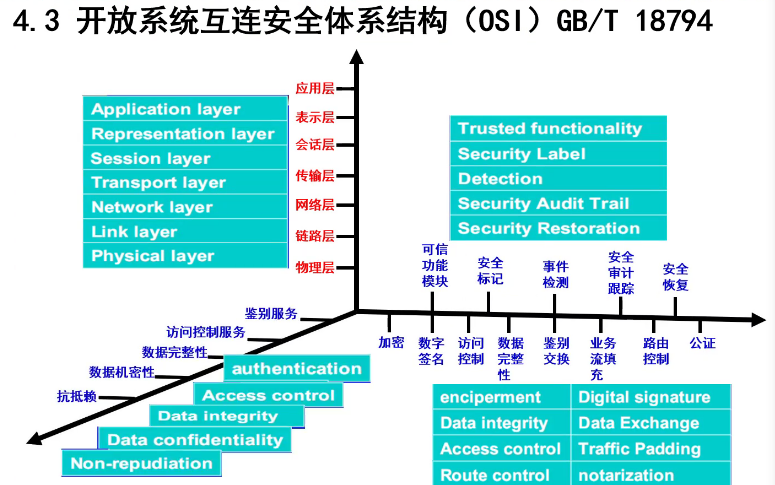 4.3 开放系统互连安全体系结构（OSI）GB/T 18794
应用层
表示层
会话层
传输层
网络层
链路层
物理层
Application layer
Representation layer
Session layer
Transport layer
Network layer
Link layer
Physical layer
Trusted functionality
Security Label
Detection
Security Audit Trail
Security Restoration
可信
功能
模块
安全
标记
事件
检测
安全
审计
跟踪
安全
恢复
加密
数字
签名
访问
控制
数据
完整
性
鉴别
交换
业务
流填
充
路由
控制
公证
鉴别服务
访问控制服务
数据完整性
数据机密性
抗抵赖
authentication
Access control
Data integrity
Data confidentiality
Non-repudiation
enciperment Digital signature
Data integrity Data Exchange
Access control Traffic Padding
Route control notarization